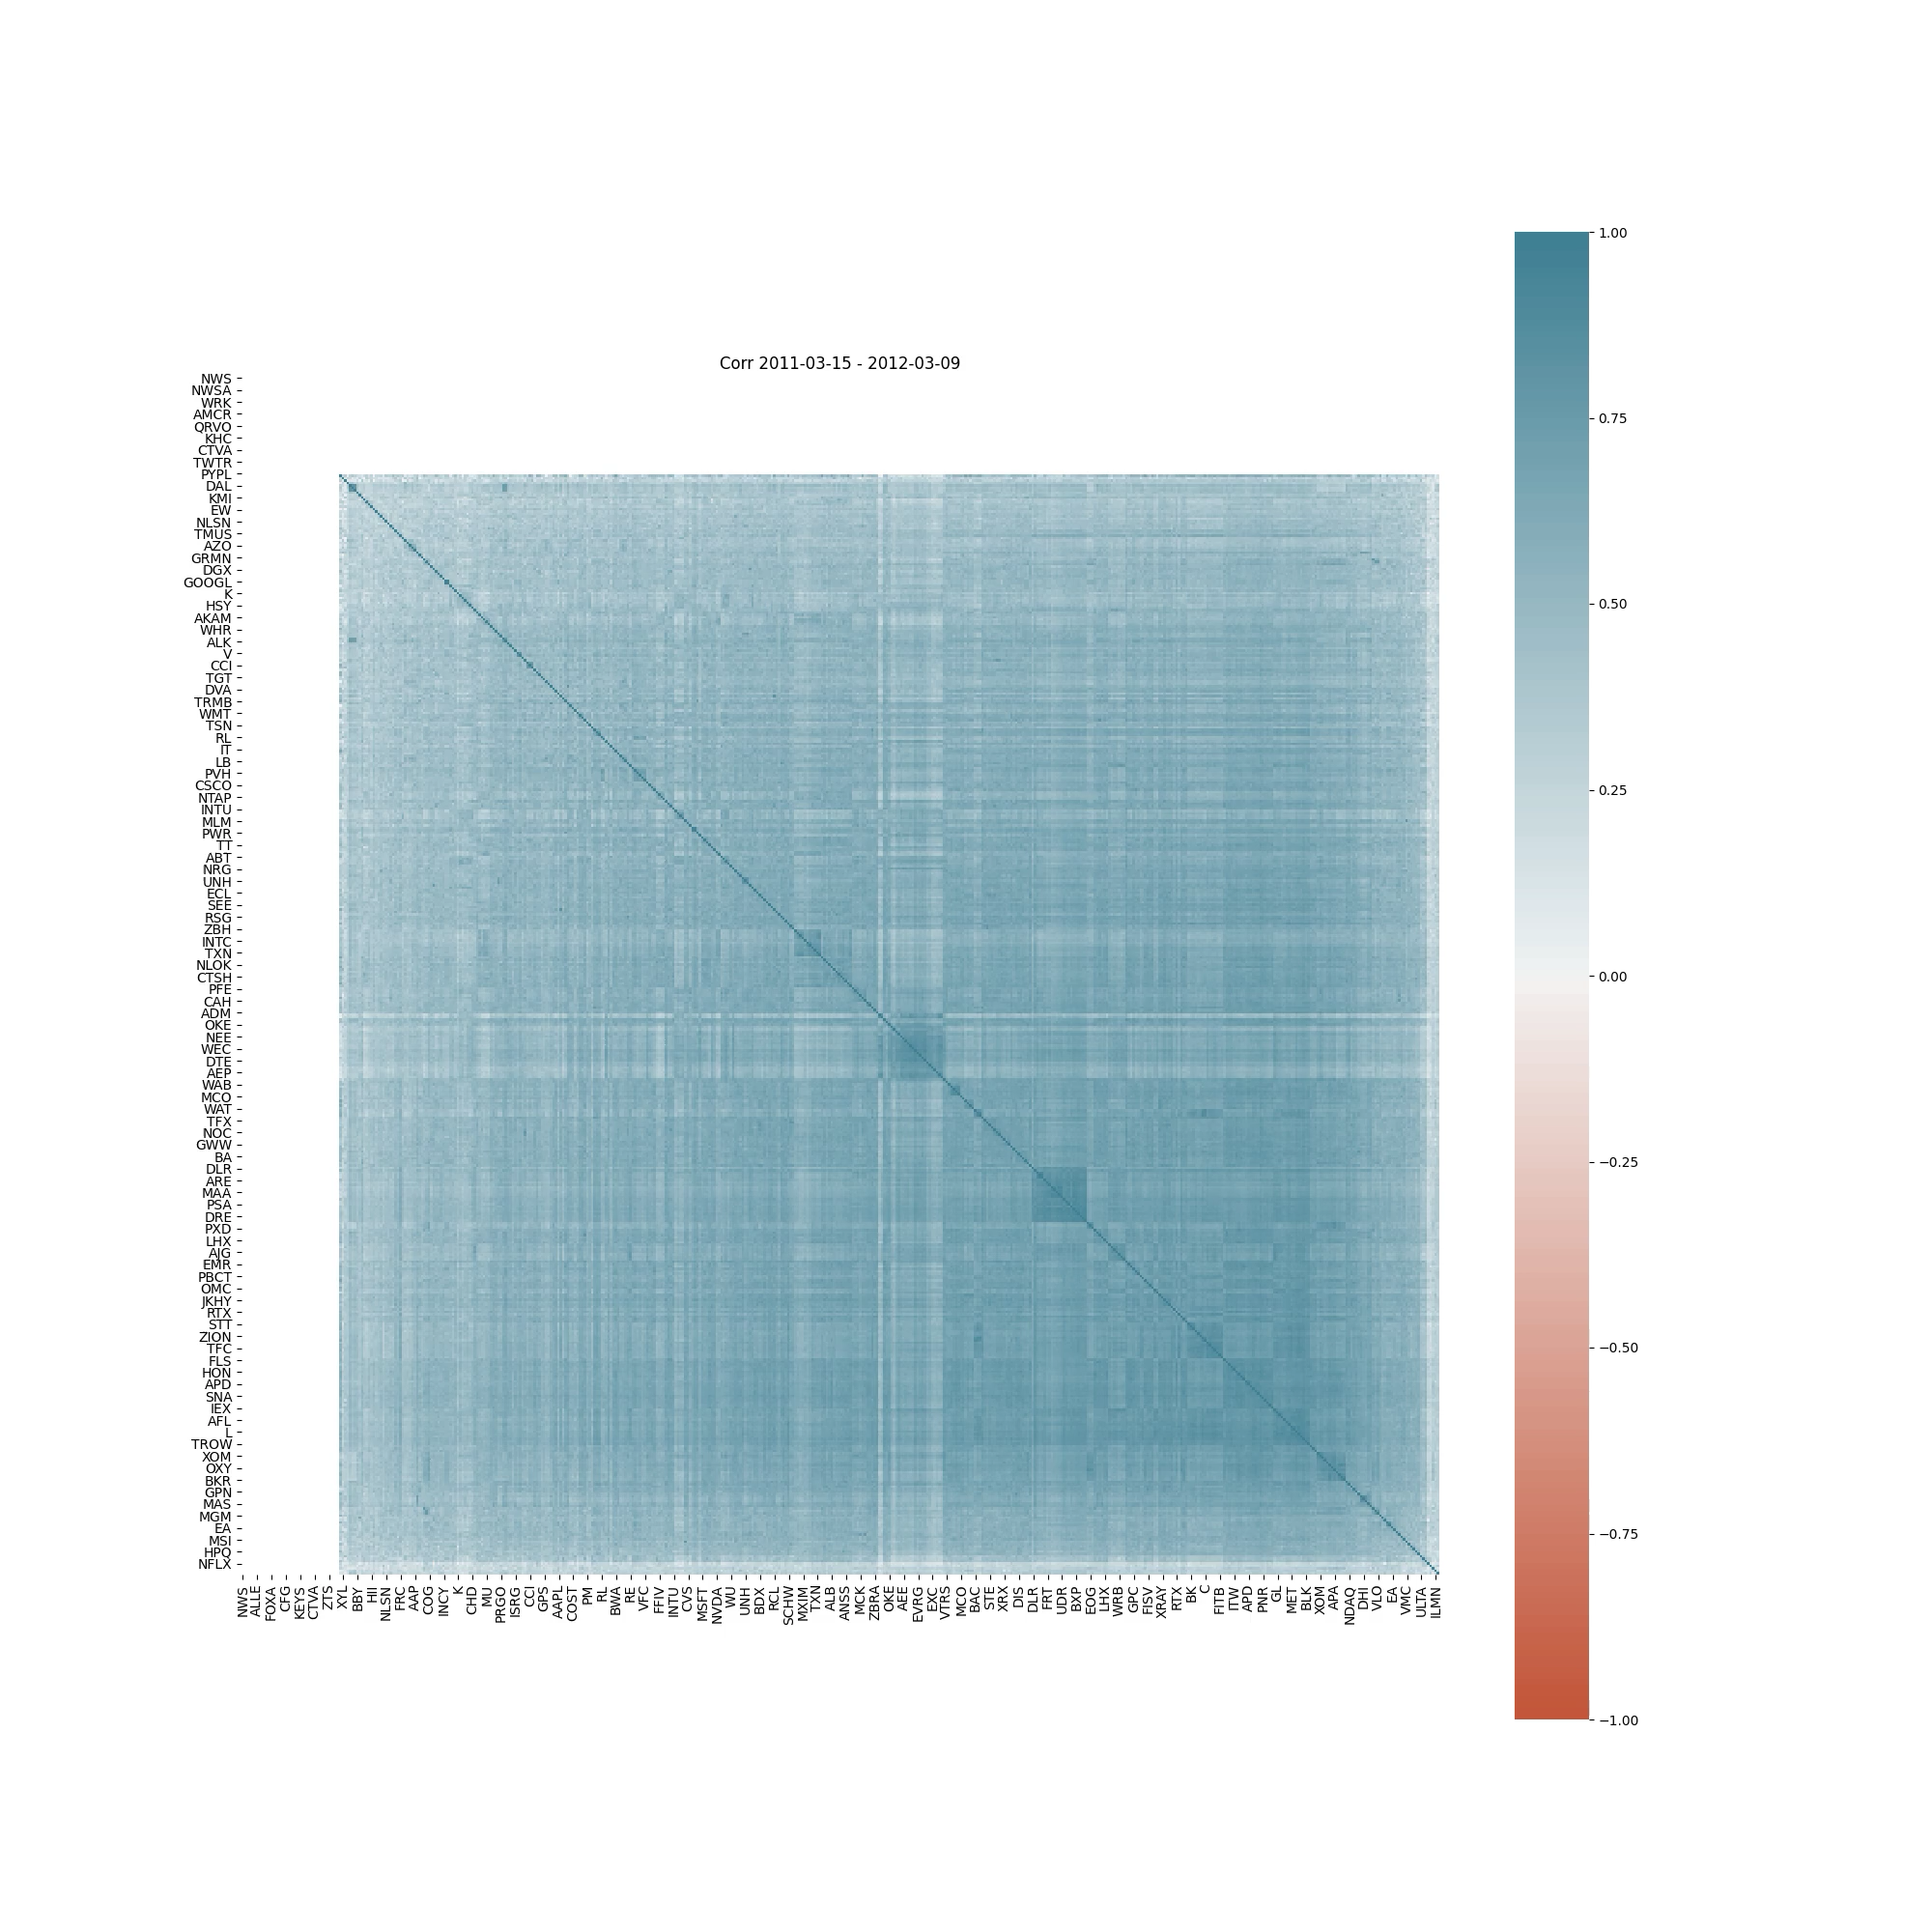 Corr 2011-03-15 - 2012-03-09
NWS
NWSA
WRK
AMCR
QRVO
KHC
CTVA
TWTR
PYPL
DAL
KMI
EW
NLSN
TMUS
AZO
GRMN
DGX
GOOGL
K
HSY
AKAM
WHR
ALK
V
CCI
TGT
DVA
TRMB
WMT
TSN
RL
IT
LB
PVH
CSCO
NTAP
INTU
MLM
PWR
TT
ABT
NRG
UNH
ECL
SEE
RSG
ZBH
INTC
TXN
NLOK
CTSH
PFE
CAH
ADM
OKE
NEE
WEC
DTE
AEP
WAB
MCO
WAT
TFX
NOC
GWW
BA
DLR
ARE
MAA
PSA
DRE
PXD
LHX
AJG
EMR
PBCT
OMC
JKHY
RTX
STT
ZION
TFC
FLS
HON
APD
SNA
IEX
AFL
L
TROW
XOM
OXY
BKR
GPN
MAS
MGM
EA
MSI
HPQ
NFLX
NWS
ALLE
FOXA
CFG
KEYS
CTVA
ZTS
XYL
BBY
HII
NLSN
FRC
AAP
COG
INCY
K
CHD
MU
PRGO
ISRG
CCI
GPS
AAPL
COST
PM
RL
BWA
RE
VFC
FFIV
INTU
CVS
MSFT
NVDA
WU
UNH
BDX
RCL
SCHW
MXIM
TXN
ALB
ANSS
MCK
ZBRA
OKE
AEE
EVRG
EXC
VTRS
MCO
BAC
STE
XRX
DIS
DLR
FRT
UDR
BXP
EOG
LHX
WRB
GPC
FISV
XRAY
RTX
BK
C
FITB
ITW
APD
PNR
GL
MET
BLK
XOM
APA
NDAQ
DHI
VLO
EA
VMC
ULTA
ILMN
1.00
0.75
0.50
0.25
0.00
−0.25
−0.50
−0.75
−1.00